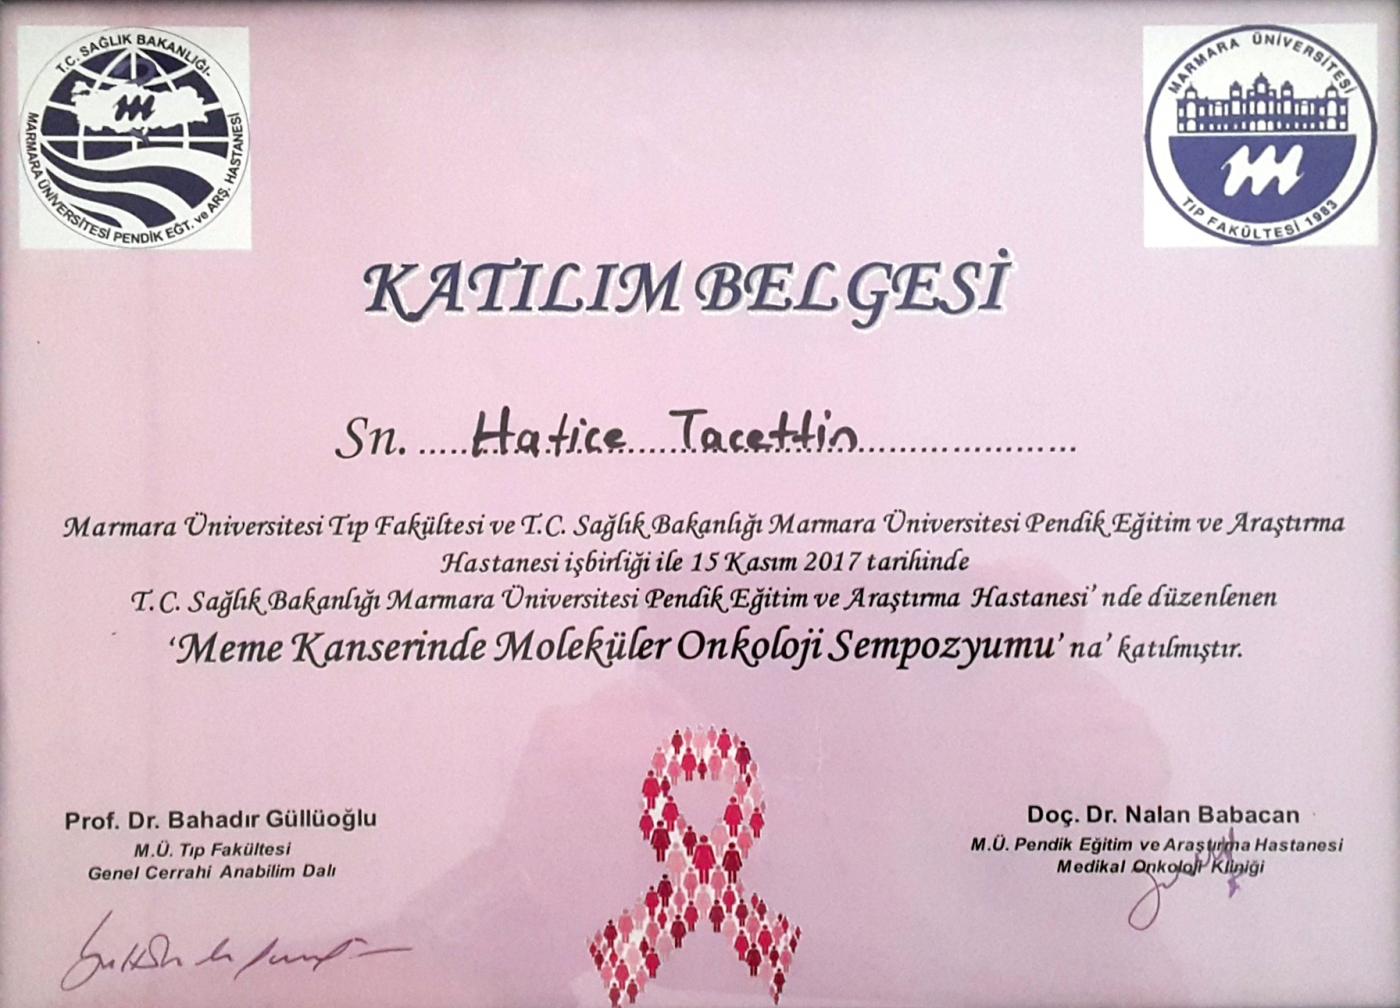 T.C. SAĞLIK BAKANLIĞI-
MARMARA ÜNİVERSİTESİ PENDİK EĞT. ve ARŞ. HASTANESİ
MARMARA ÜNİVERSİTESİ
TIP FAKÜLTESİ 1983
KATILIM BELGESİ
Sn. .....Hatice....Tacettin......................
Marmara Üniversitesi Tıp Fakültesi ve T.C. Sağlık Bakanlığı Marmara Üniversitesi Pendik Eğitim ve Araştırma
Hastanesi işbirliği ile 15 Kasım 2017 tarihinde
T.C. Sağlık Bakanlığı Marmara Üniversitesi Pendik Eğitim ve Araştırma Hastanesi' nde düzenlenen
'Meme Kanserinde Moleküler Onkoloji Sempozyumu' na' katılmıştır.
Prof. Dr. Bahadır Güllüoğlu
M.Ü. Tıp Fakültesi
Genel Cerrahi Anabilim Dalı
Doç. Dr. Nalan Babacan
M.Ü. Pendik Eğitim ve Araştırma Hastanesi
Medikal Onkoloji Kliniği